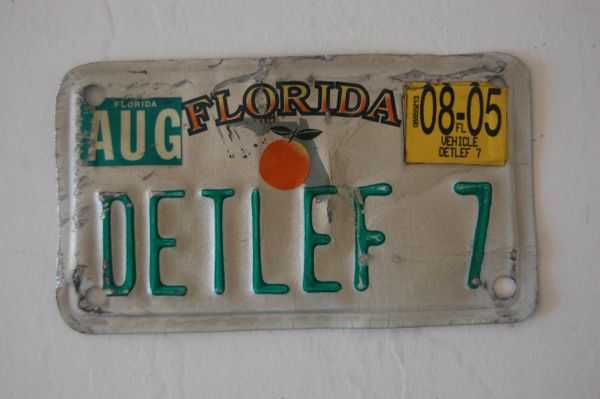 FLORIDA
AUG
FLORIDA
08-05
FL
VEHICLE
DETLEF 7
DETLEF 7